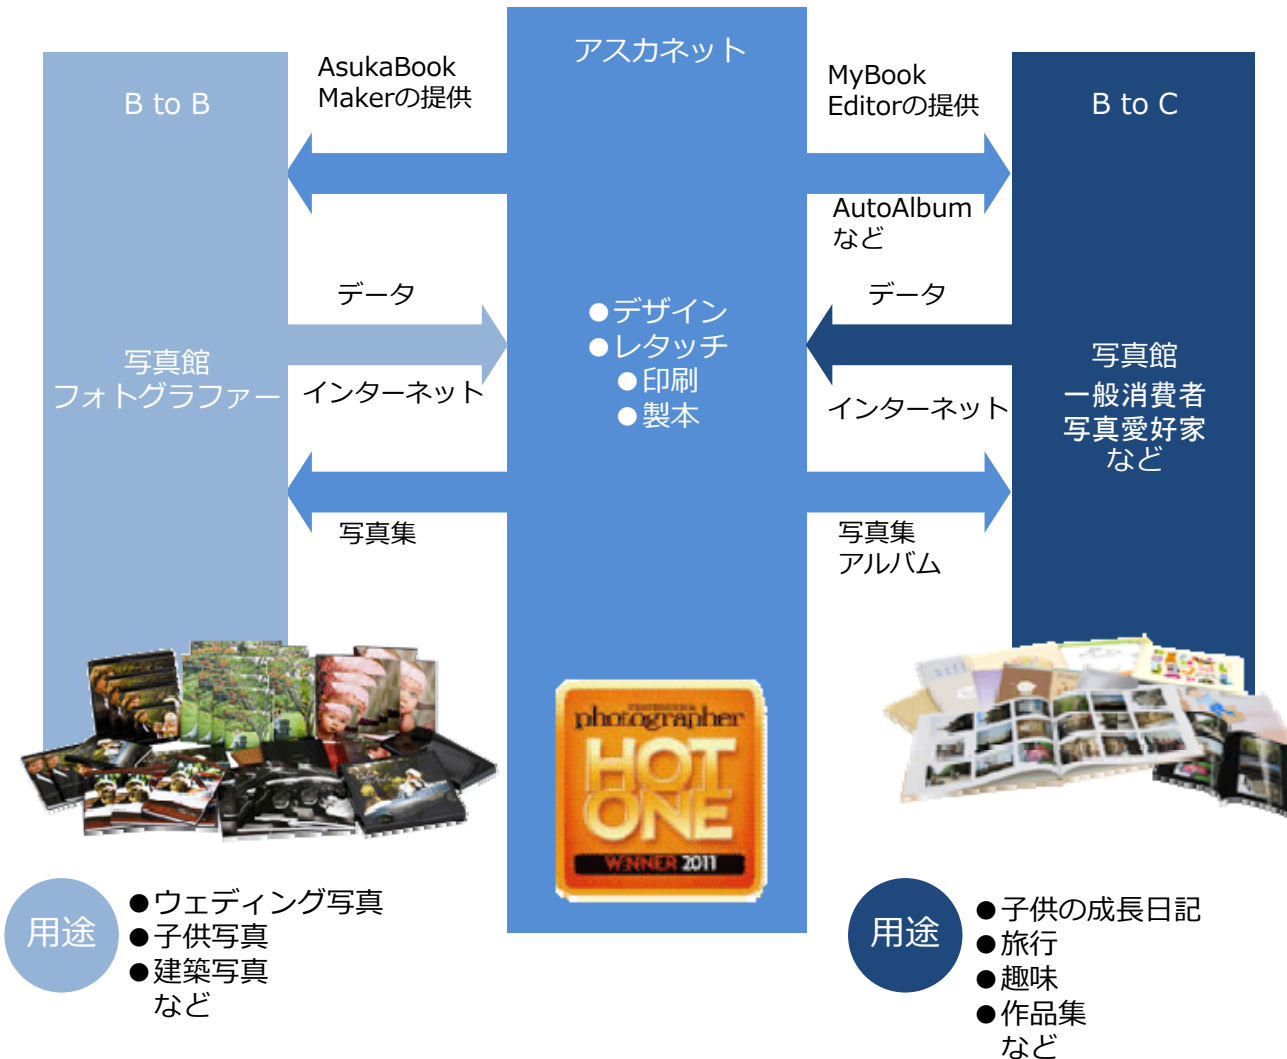 アスカネット
B to B
AsukaBook
Makerの提供
MyBook
Editorの提供
B to C
AutoAlbum
など
データ
データ
●デザイン
●レタッチ
●印刷
●製本
写真館
フォトグラファー
インターネット
インターネット
写真館
一般消費者
写真愛好家
など
写真集
写真集
アルバム
photographer
HOT
ONE
WINNER 2011
用途
●ウェディング写真
●子供写真
●建築写真
など
用途
●子供の成長日記
●旅行
●趣味
●作品集
など